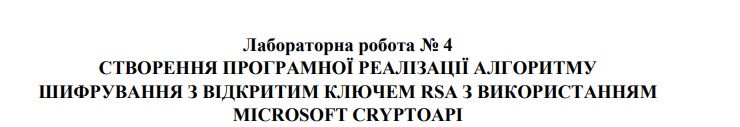 Лабораторна робота № 4
СТВОРЕННЯ ПРОГРАМНОЇ РЕАЛІЗАЦІЇ АЛГОРИТМУ
ШИФРУВАННЯ З ВІДКРИТИМ КЛЮЧЕМ RSA З ВИКОРИСТАННЯМ
MICROSOFT CRYPTOAPI